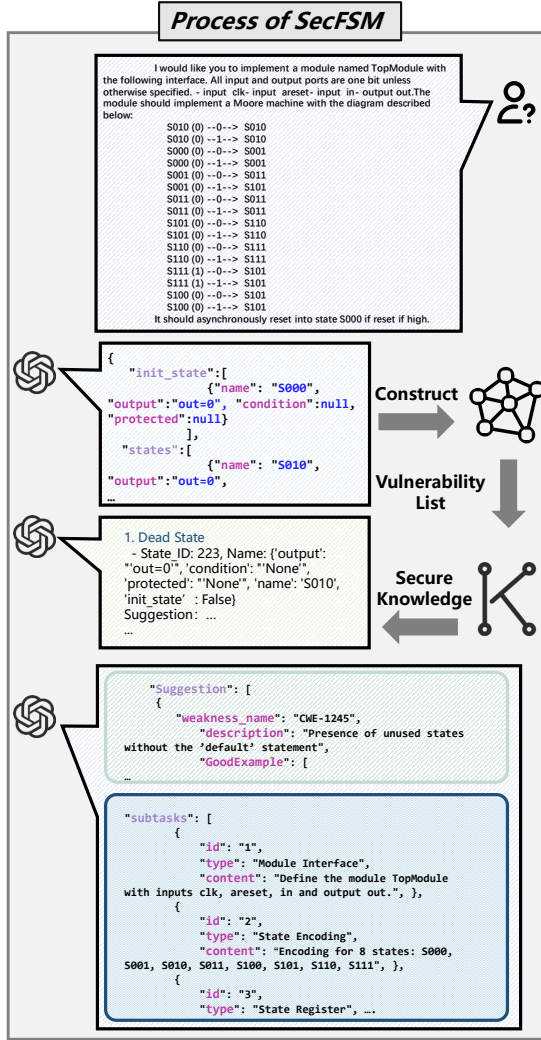 Process of SecFSM
I would like you to implement a module named TopModule with
the following interface. All input and output ports are one bit unless
otherwise specified. - input clk- input areset- input in- output out.The
module should implement a Moore machine with the diagram described
below:
S010 (0) --0--> S010
S010 (0) --1--> S010
S000 (0) --0--> S001
S000 (0) --1--> S001
S001 (0) --0--> S011
S001 (0) --1--> S101
S011 (0) --0--> S011
S011 (0) --1--> S011
S101 (0) --0--> S110
S101 (0) --1--> S110
S110 (0) --0--> S111
S110 (0) --1--> S111
S111 (1) --0--> S101
S111 (1) --1--> S101
S100 (0) --0--> S101
S100 (0) --1--> S101
It should asynchronously reset into state S000 if reset if high.
{
"init_state":[
{"name": "S000",
"output":"out=0", "condition":null,
"protected":null}
],
"states":[
{"name": "S010",
"output":"out=0",
…
Construct
Vulnerability
List
1. Dead State
- State_ID: 223, Name: {'output':
"'out=0'", 'condition': "'None'",
'protected': "'None'", 'name': 'S010',
'init_state' : False}
Suggestion: ...
…
Secure
Knowledge
"Suggestion": [
{
"weakness_name": "CWE-1245",
"description": "Presence of unused states
without the ’default’ statement",
"GoodExample": [
…
"subtasks": [
{
"id": "1",
"type": "Module Interface",
"content": "Define the module TopModule
with inputs clk, areset, in and output out.", },
{
"id": "2",
"type": "State Encoding",
"content": "Encoding for 8 states: S000,
S001, S010, S011, S100, S101, S110, S111", },
{
"id": "3",
"type": "State Register", ….